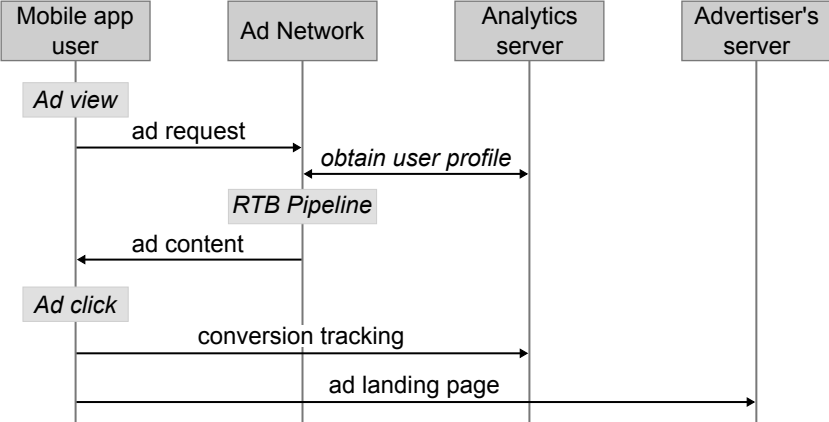 Mobile app
user
Ad Network
Analytics
server
Advertiser's
server
Ad view
ad request
obtain user profile
RTB Pipeline
ad content
Ad click
conversion tracking
ad landing page